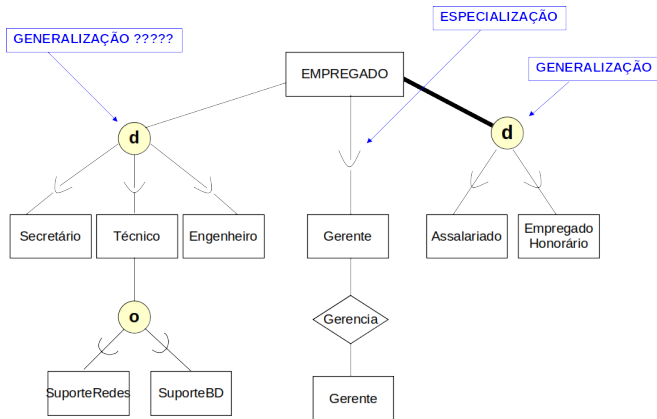 ESPECIALIZAÇÃO
GENERALIZAÇÃO ?????
GENERALIZAÇÃO
EMPREGADO
d
d
Secretário
Técnico
Engenheiro
Gerente
Assalariado
Empregado
Honorário
o
Gerencia
SuporteRedes
SuporteBD
Gerente